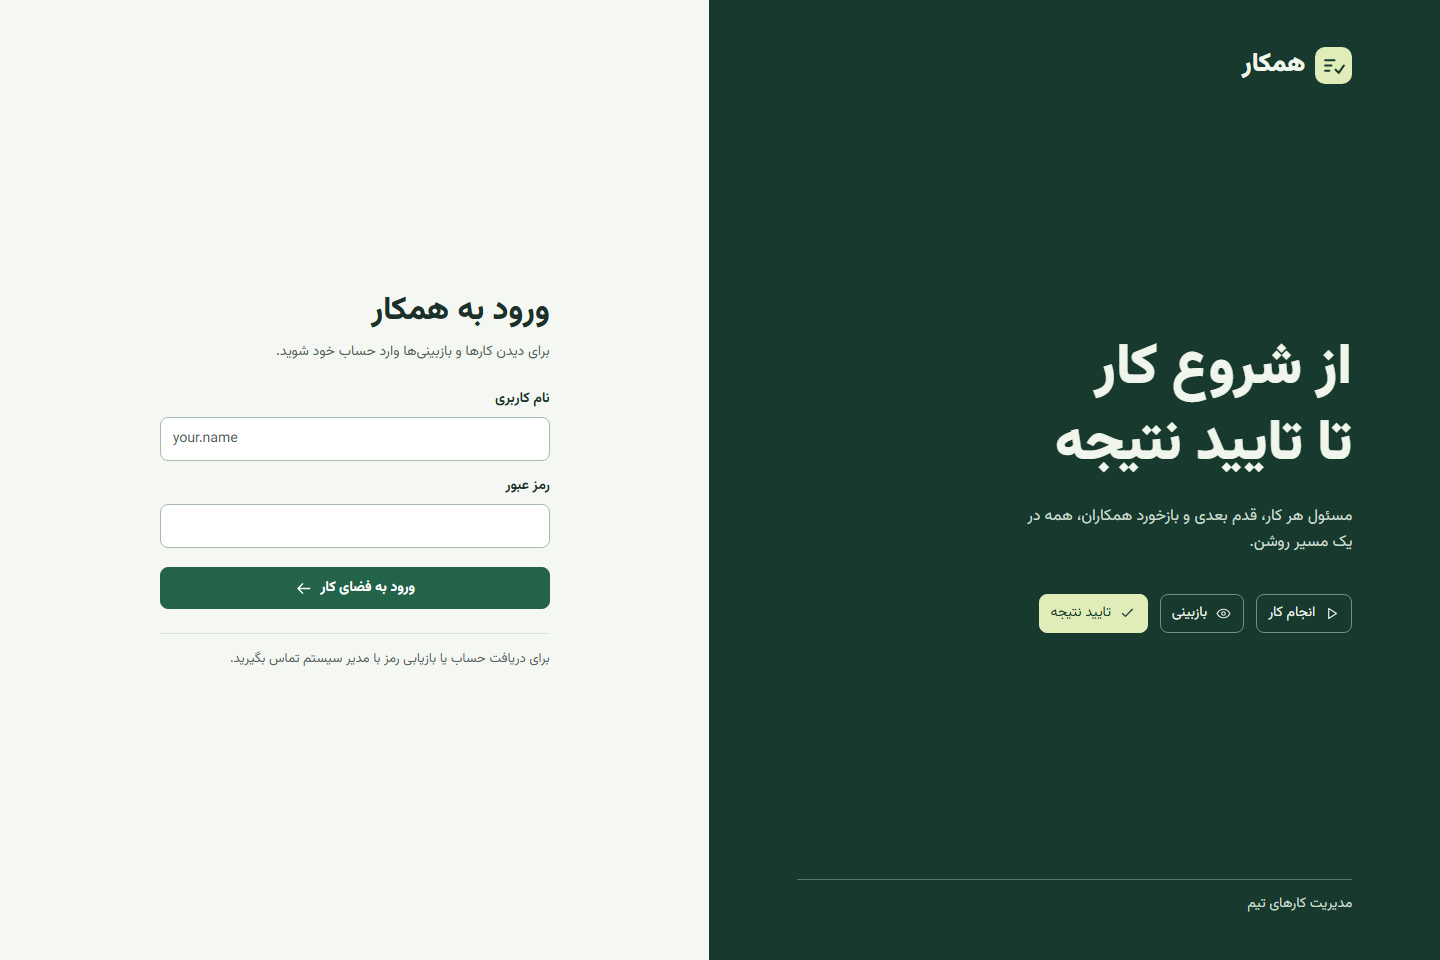 همکار
از شروع کار
تا تایید نتیجه
مسئول هر کار، قدم بعدی و بازخورد همکاران، همه در
یک مسیر روشن.
انجام کار
بازبینی
تایید نتیجه
مدیریت کارهای تیم
ورود به همکار
برای دیدن کارها و بازبینی‌ها وارد حساب خود شوید.
نام کاربری
your.name
رمز عبور
ورود به فضای کار
برای دریافت حساب یا بازیابی رمز با مدیر سیستم تماس بگیرید.